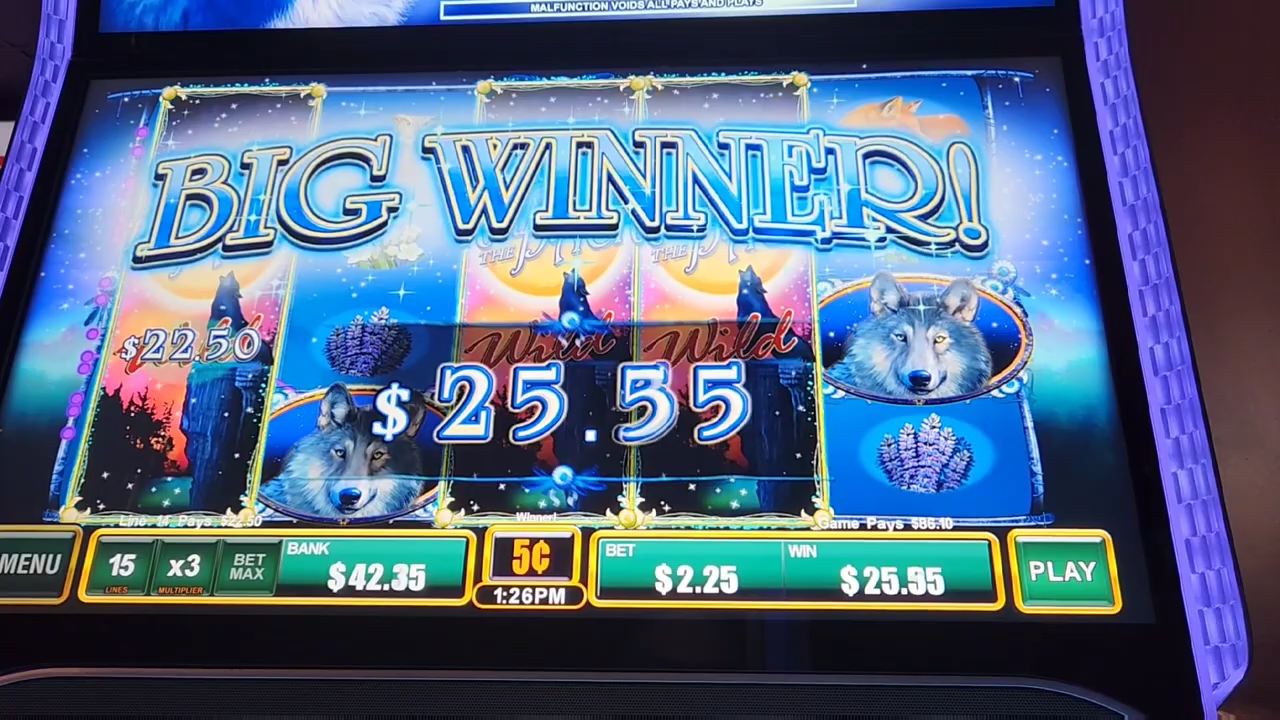 MALFUNCTION VOIDS ALL PAYS AND PLAYS
BIG WINNER!
THE
THE
$22.50
Wild
Wild
$25.55
Line 14 Pays $22.50
Winner!
Game Pays $86.10
MENU
15
LINES
x3
MULTIPLIER
BET
MAX
BANK
$42.35
5¢
1:26PM
BET
$2.25
WIN
$25.95
PLAY